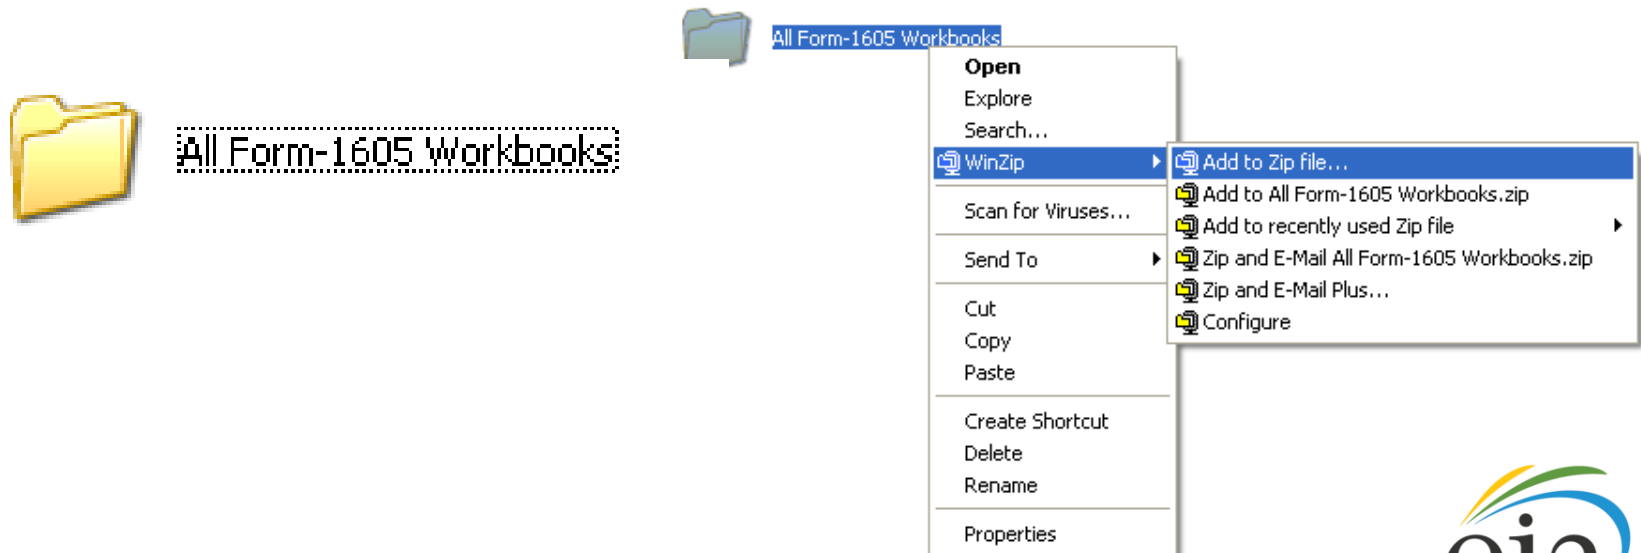 All Form-1605 Workbooks
All Form-1605 Workbooks
Open
Explore
Search...
WinZip
Scan for Viruses...
Send To
Cut
Copy
Paste
Create Shortcut
Delete
Rename
Properties
Add to Zip file...
Add to All Form-1605 Workbooks.zip
Add to recently used Zip file
Zip and E-Mail All Form-1605 Workbooks.zip
Zip and E-Mail Plus...
Configure
eia